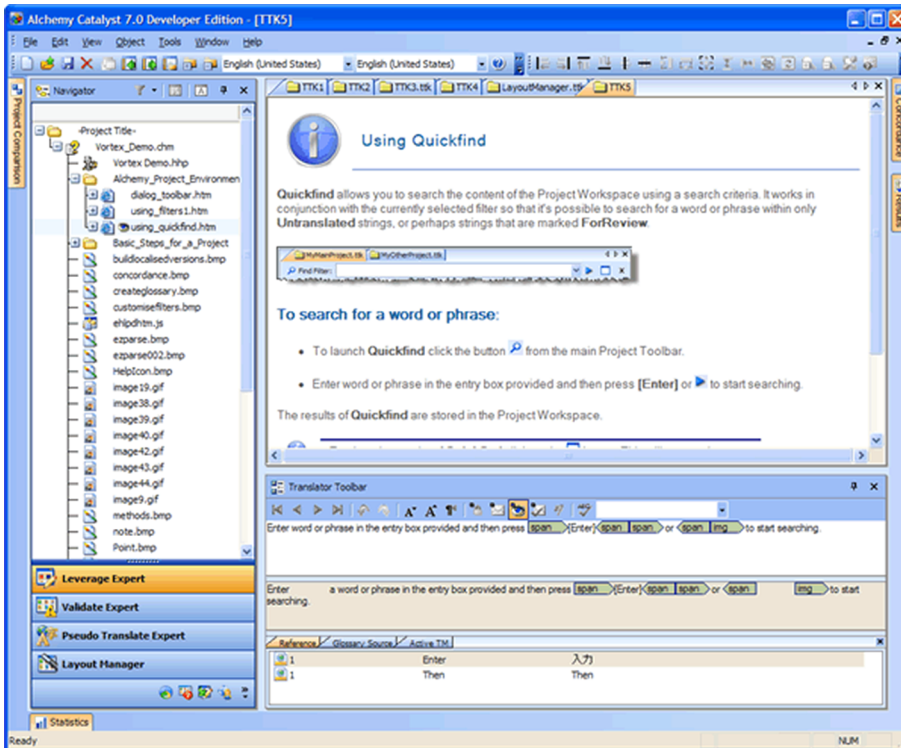 Alchemy Catalyst 7.0 Developer Edition - [TTK5]
File Edit View Object Tools Window Help
English (United States) English (United States)
Project Comparison
Navigator
-Project Title-
Vortex_Demo.chm
Vortex Demo.hhp
Alchemy_Project_Environmen
dialog_toolbar.htm
using_filters1.htm
using_quickfind.htm
Basic_Steps_for_a_Project
buildlocalisedversions.bmp
concordance.bmp
createglossary.bmp
customisefilters.bmp
ehlpdhtm.js
ezparse.bmp
ezparse002.bmp
HelpIcon.bmp
image19.gif
image38.gif
image39.gif
image40.gif
image42.gif
image43.gif
image44.gif
image9.gif
methods.bmp
note.bmp
Point.bmp
Leverage Expert
Validate Expert
Pseudo Translate Expert
Layout Manager
Statistics
TTK1 TTK2 TTK3.ttk TTK4 LayoutManager.ttk TTK5
Using Quickfind
Quickfind allows you to search the content of the Project Workspace using a search criteria. It works in
conjunction with the currently selected filter so that it's possible to search for a word or phrase within only
Untranslated strings, or perhaps strings that are marked ForReview.
MyMainProject.ttk MyOtherProject.ttk
Find Filter:
To search for a word or phrase:
• To launch Quickfind click the button from the main Project Toolbar.
• Enter word or phrase in the entry box provided and then press [Enter] or to start searching.
The results of Quickfind are stored in the Project Workspace.
Concordance
Results
Translator Toolbar
Enter word or phrase in the entry box provided and then press span [Enter] span span or span img to start searching.
Enter a word or phrase in the entry box provided and then press span [Enter] span span or span img to start
searching.
Reference Glossary Source Active TM
1 Enter 入力
1 Then Then
Ready NUM